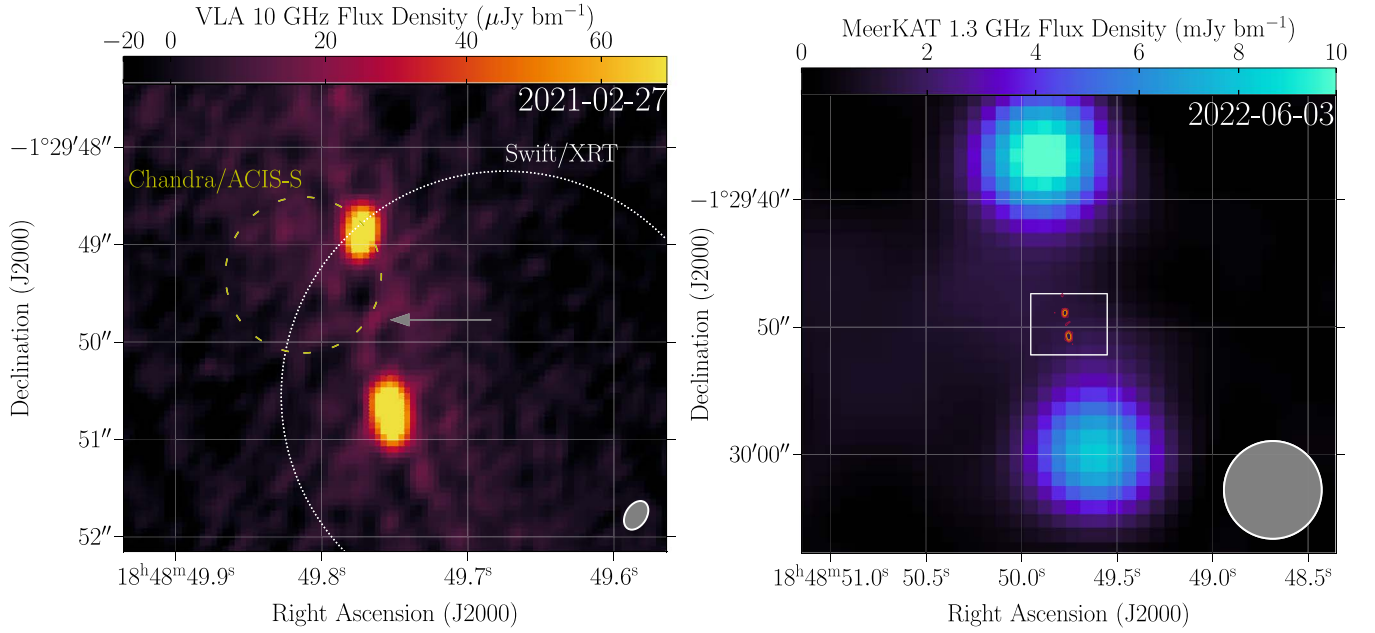 VLA 10 GHz Flux Density (μJy bm⁻¹)
−20 0 20 40 60
2021-02-27
Swift/XRT
Chandra/ACIS-S
−1°29′48″
49″
50″
51″
52″
Declination (J2000)
18ʰ48ᵐ49.9ˢ 49.8ˢ 49.7ˢ 49.6ˢ
Right Ascension (J2000)
MeerKAT 1.3 GHz Flux Density (mJy bm⁻¹)
0 2 4 6 8 10
2022-06-03
−1°29′40″
50″
30′00″
Declination (J2000)
18ʰ48ᵐ51.0ˢ 50.5ˢ 50.0ˢ 49.5ˢ 49.0ˢ 48.5ˢ
Right Ascension (J2000)